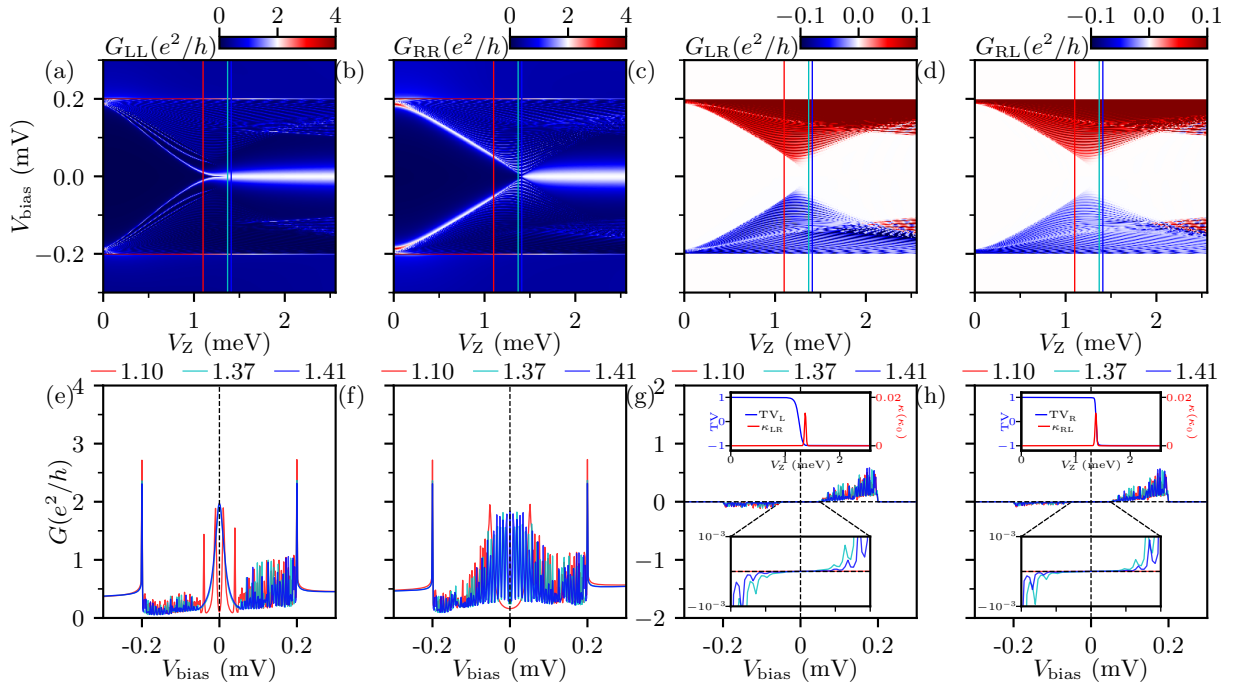 0 2 4
G_LL(e²/h)
0 2 4
G_RR(e²/h)
−0.1 0.0 0.1
G_LR(e²/h)
−0.1 0.0 0.1
G_RL(e²/h)
(a) (b) (c) (d)
V_bias (mV)
0.2
0.0
−0.2
0 1 2
V_Z (meV)
0 1 2
V_Z (meV)
0 1 2
V_Z (meV)
0 1 2
V_Z (meV)
1.10 1.37 1.41
1.10 1.37 1.41
1.10 1.37 1.41
1.10 1.37 1.41
(e) (f) (g) (h)
G(e²/h)
4
3
2
1
0
-0.2 0 0.2
V_bias (mV)
-0.2 0 0.2
V_bias (mV)
2
1
0
−1
−2
TV
1
0
−1
TV_L
κ_LR
0.02
0
κ(κ₀)
0 2
V_Z (meV)
10⁻³
−10⁻³
-0.2 0 0.2
V_bias (mV)
TV
1
0
−1
TV_R
κ_RL
0.02
0
κ(κ₀)
0 2
V_Z (meV)
10⁻³
−10⁻³
-0.2 0 0.2
V_bias (mV)